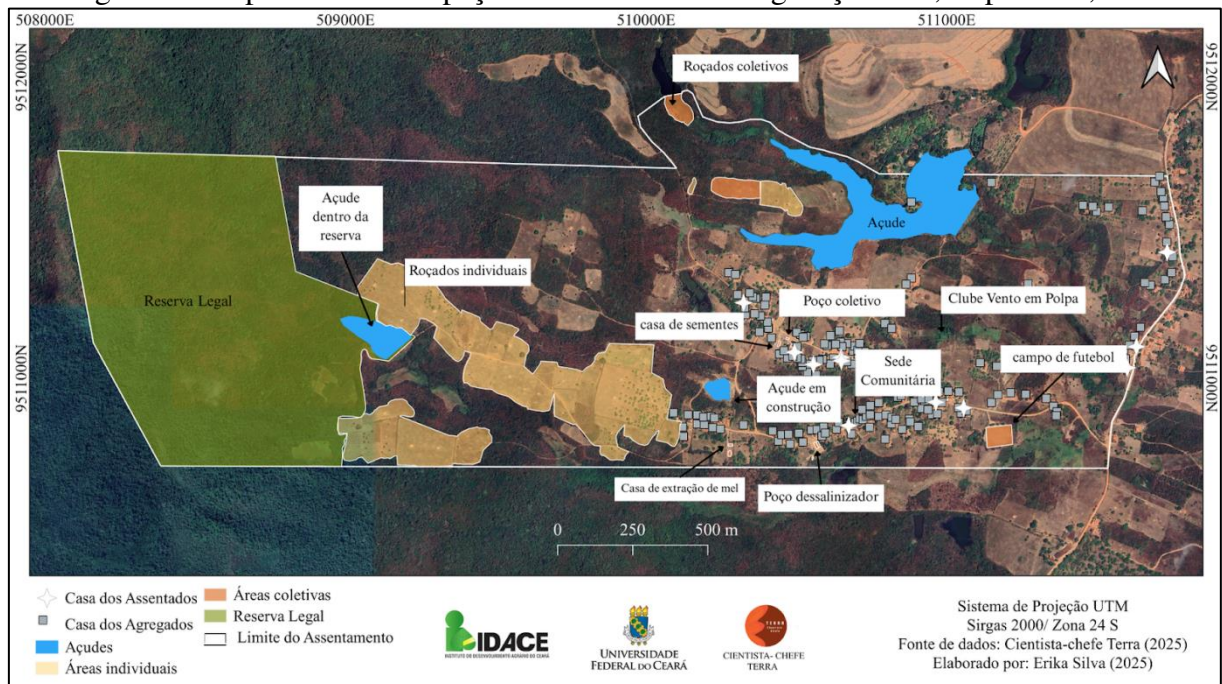 508000E
509000E
510000E
511000E
9512000N
9512000N
Roçados coletivos
Açude
dentro da
reserva
Açude
Roçados individuais
Reserva Legal
Poço coletivo
Clube Vento em Polpa
casa de sementes
Sede
Comunitária
campo de futebol
9511000N
9511000N
Açude em
construção
Casa de extração de mel
Poço dessalinizador
0 250 500 m
Casa dos Assentados
Casa dos Agregados
Açudes
Áreas individuais
Áreas coletivas
Reserva Legal
Limite do Assentamento
IDACE
INSTITUTO DE DESENVOLVIMENTO AGRÁRIO DO CEARÁ
UNIVERSIDADE
FEDERAL DO CEARÁ
TERRA
CIENTISTA- CHEFE
TERRA
Sistema de Projeção UTM
Sirgas 2000/ Zona 24 S
Fonte de dados: Cientista-chefe Terra (2025)
Elaborado por: Erika Silva (2025)